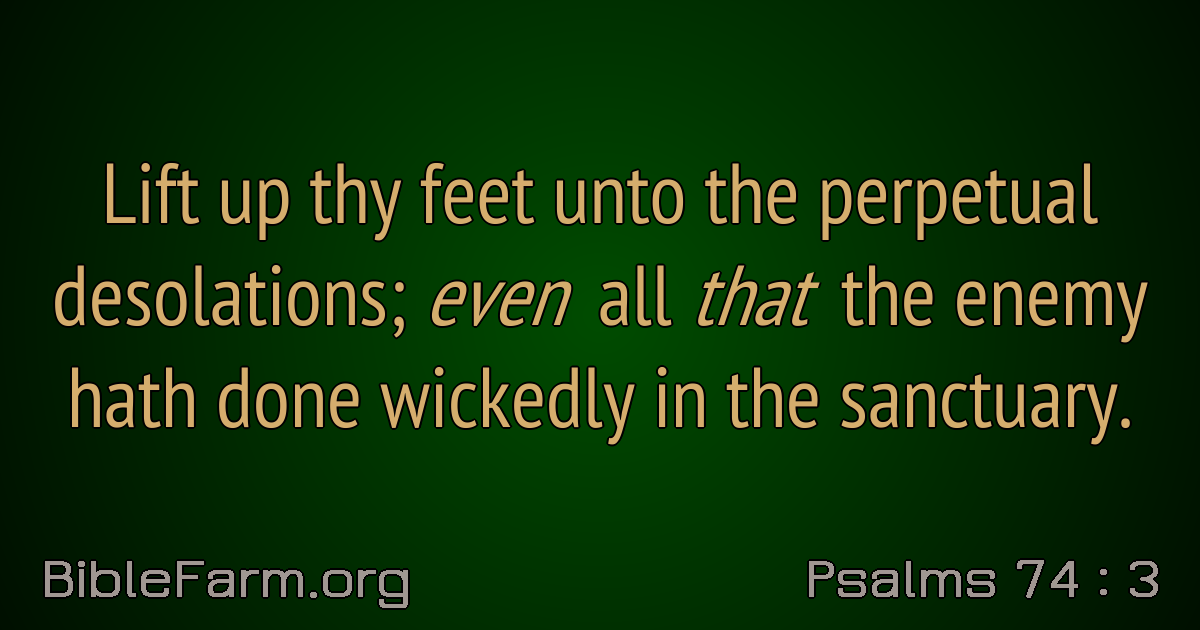 Lift up thy feet unto the perpetual
desolations; even all that the enemy
hath done wickedly in the sanctuary.
BibleFarm.org
Psalms 74 : 3